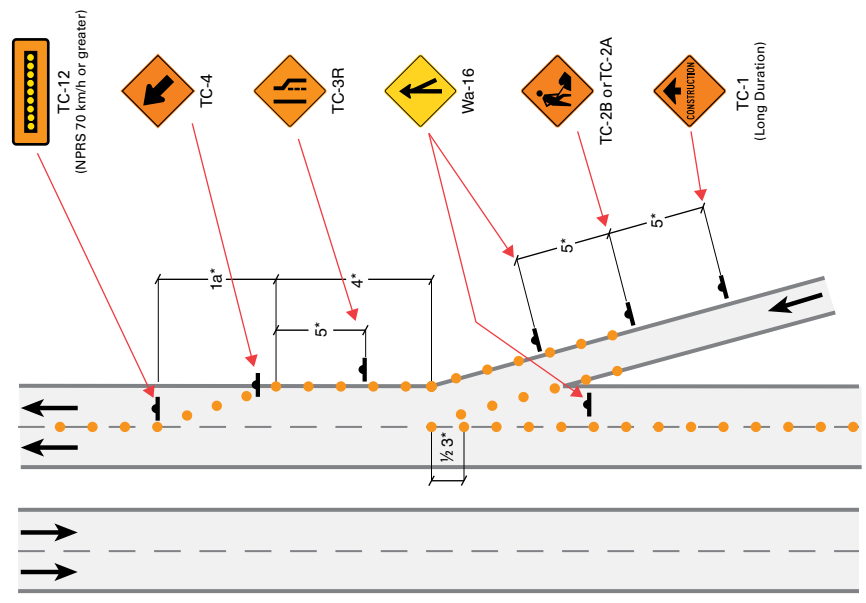 TC-12
(NPRS 70 km/h or greater)
TC-4
TC-3R
Wa-16
TC-2B or TC-2A
CONSTRUCTION
TC-1
(Long Duration)
1a*
4*
5*
5*
5*
½ 3*